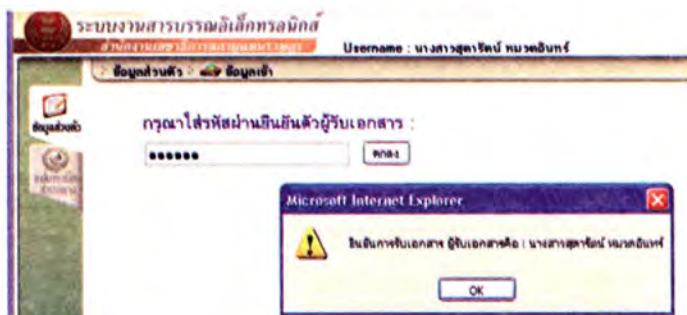 ระบบงานสารบรรณอิเล็กทรอนิกส์
Username : นางสาวสุดารัตน์ หมวดอินทร์
ข้อมูลส่วนตัว > ข้อมูลเข้า
ข้อมูลส่วนตัว
กรุณาใส่รหัสผ่านยืนยันตัวผู้รับเอกสาร :
••••••
ตกลง
Microsoft Internet Explorer
ยืนยันการรับเอกสาร ผู้รับเอกสารคือ : นางสาวสุดารัตน์ หมวดอินทร์
OK